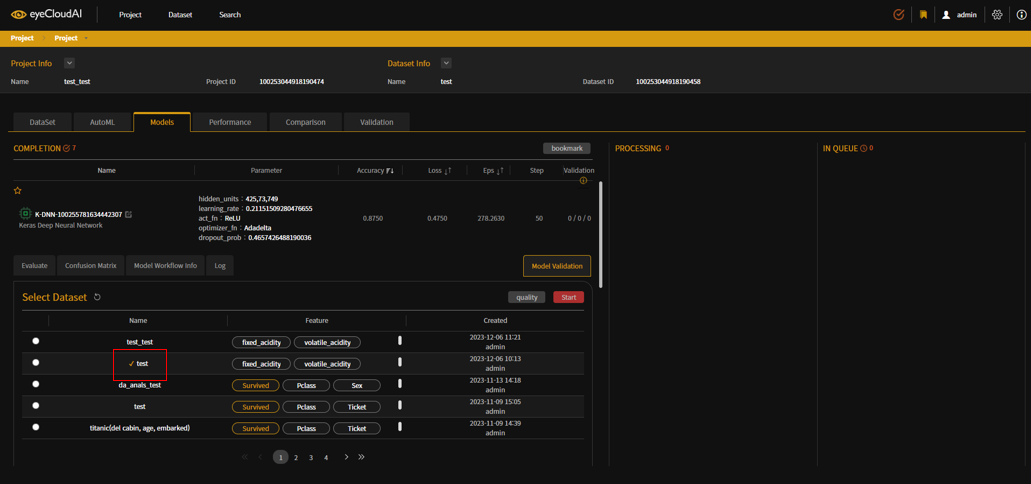 eyeCloudAI Project Dataset Search admin
Project Project
Project Info Dataset Info
Name test_test Project ID 100253044918190474 Name test Dataset ID 100253044918190458
DataSet AutoML Models Performance Comparison Validation
COMPLETION 7 bookmark PROCESSING 0 IN QUEUE 0
Name Parameter Accuracy Loss Eps Step Validation
hidden_units : 425,73,749
learning_rate : 0.21151509280476655
K-DNN-100255781634442307 act_fn : ReLU 0.8750 0.4750 278.2630 50 0 / 0 / 0
Keras Deep Neural Network optimizer_fn : Adadelta
dropout_prob : 0.4657426488190036
Evaluate Confusion Matrix Model Workflow Info Log Model Validation
Select Dataset quality Start
Name Feature Created
test_test fixed_acidity volatile_acidity 2023-12-06 11:21
admin
✓ test fixed_acidity volatile_acidity 2023-12-06 10:13
admin
da_anals_test Survived Pclass Sex 2023-11-13 14:18
admin
test Survived Pclass Ticket 2023-11-09 15:05
admin
titanic(del cabin, age, embarked) Survived Pclass Ticket 2023-11-09 14:39
admin
« ‹ 1 2 3 4 › »